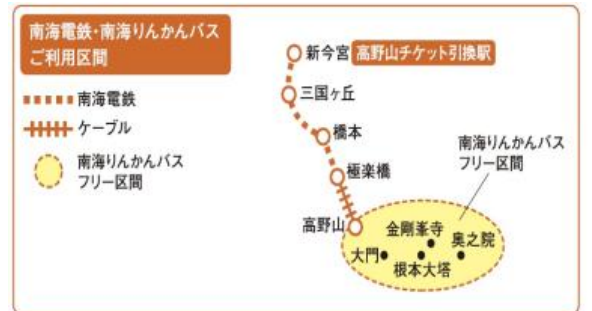 南海電鉄・南海りんかんバス
ご利用区間
南海電鉄
ケーブル
南海りんかんバス
フリー区間
新今宮 高野山チケット引換駅
三国ヶ丘
橋本
極楽橋
高野山
南海りんかんバス
フリー区間
金剛峯寺
奥之院
大門
根本大塔